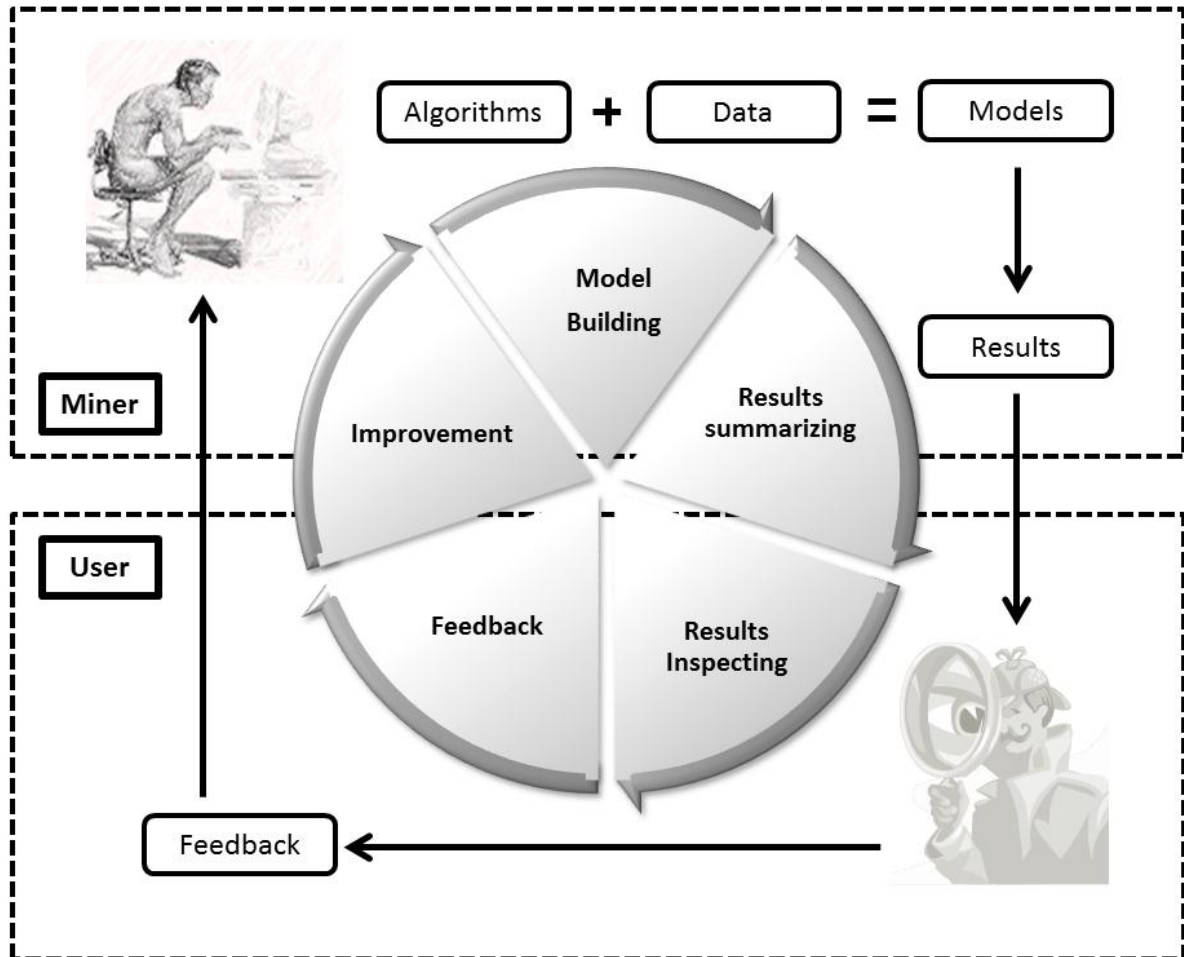 Algorithms + Data = Models
Model
Building
Results
Miner
Results
summarizing
Improvement
User
Feedback
Results
Inspecting
Feedback